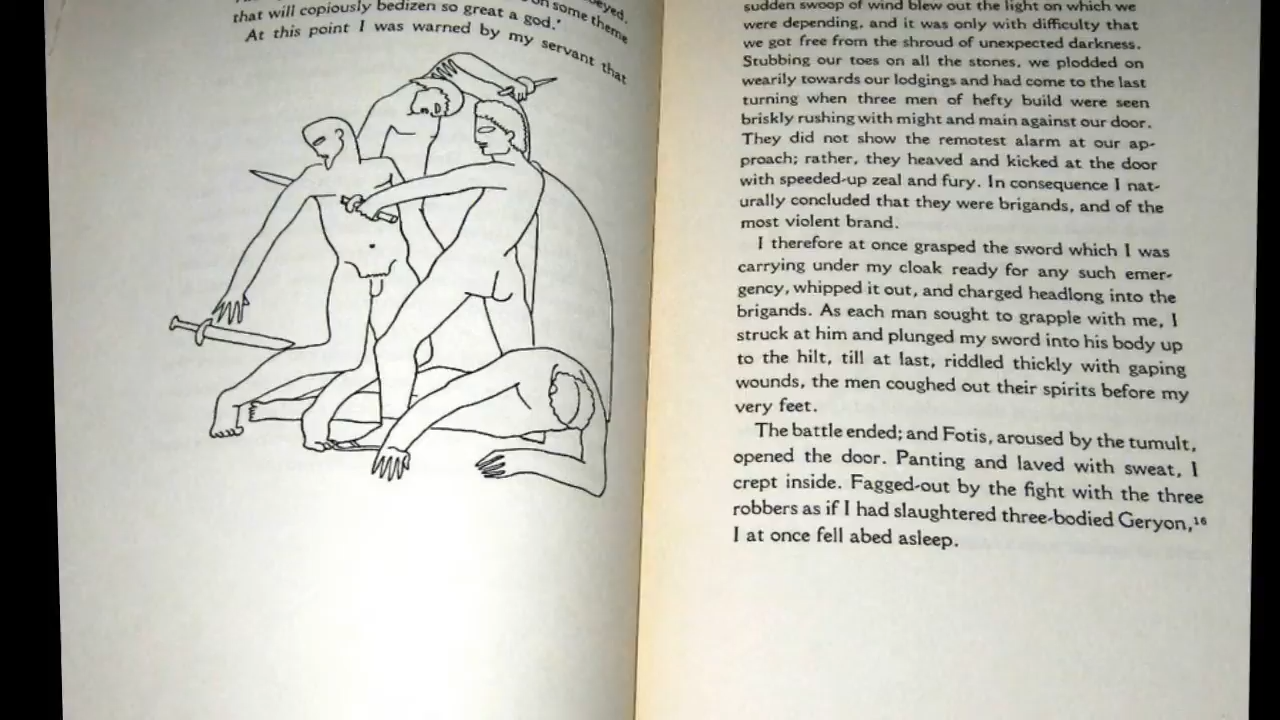 on some theme
that will copiously bedizen so great a god.'
At this point I was warned by my servant that
sudden swoop of wind blew out the light on which we
were depending, and it was only with difficulty that
we got free from the shroud of unexpected darkness.
Stubbing our toes on all the stones, we plodded on
wearily towards our lodgings and had come to the last
turning when three men of hefty build were seen
briskly rushing with might and main against our door.
They did not show the remotest alarm at our ap-
proach; rather, they heaved and kicked at the door
with speeded-up zeal and fury. In consequence I nat-
urally concluded that they were brigands, and of the
most violent brand.
I therefore at once grasped the sword which I was
carrying under my cloak ready for any such emer-
gency, whipped it out, and charged headlong into the
brigands. As each man sought to grapple with me, I
struck at him and plunged my sword into his body up
to the hilt, till at last, riddled thickly with gaping
wounds, the men coughed out their spirits before my
very feet.
The battle ended; and Fotis, aroused by the tumult,
opened the door. Panting and laved with sweat, I
crept inside. Fagged-out by the fight with the three
robbers as if I had slaughtered three-bodied Geryon,¹⁶
I at once fell abed asleep.